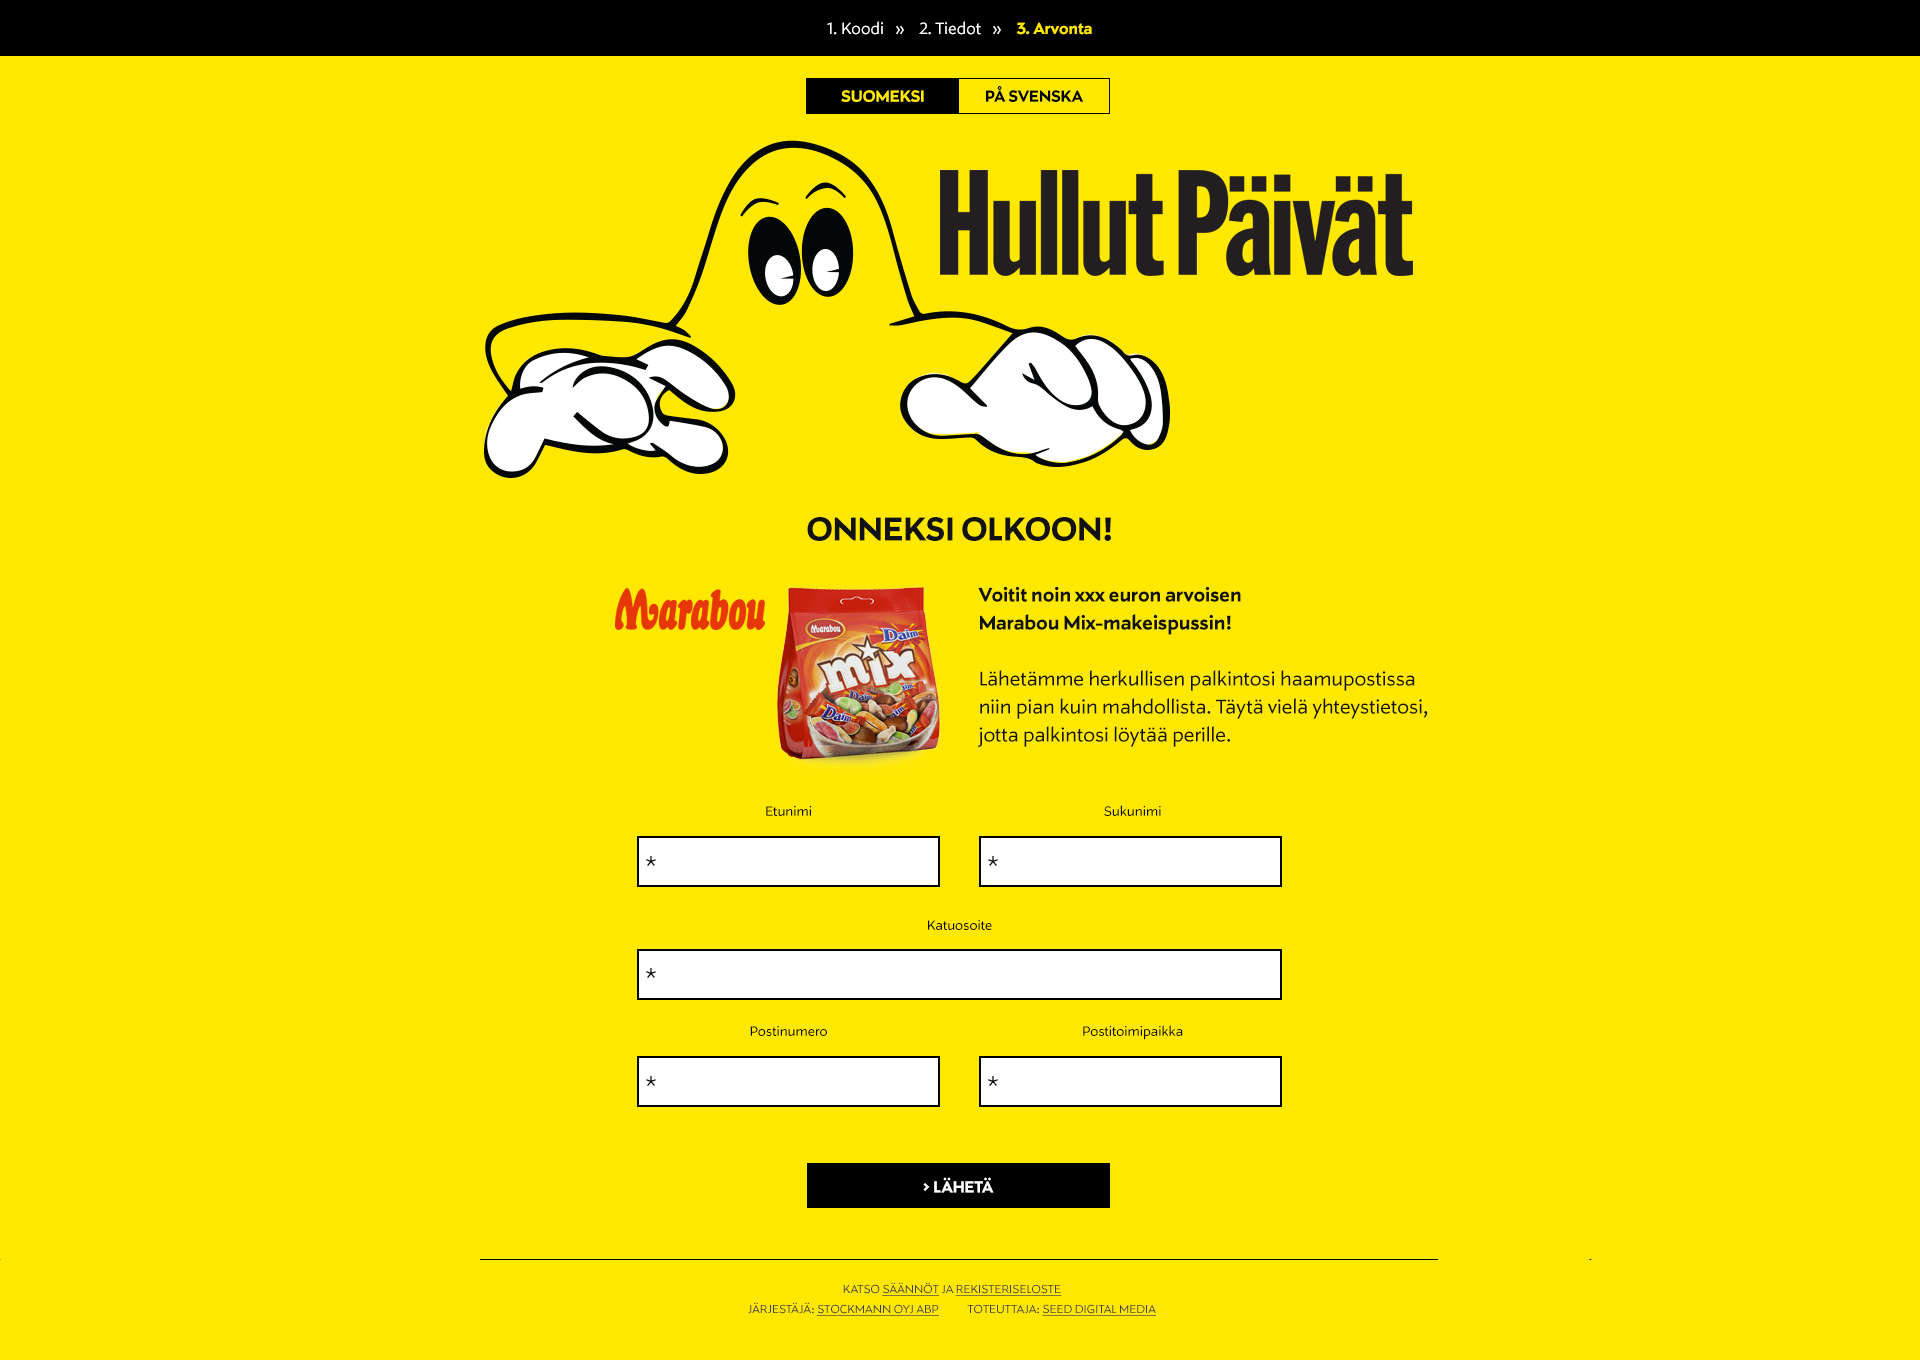 1. Koodi » 2. Tiedot » 3. Arvonta
SUOMEKSI PÅ SVENSKA
Hullut Päivät
ONNEKSI OLKOON!
Marabou
Marabou
Daim
mix
Daim
Daim
Voitit noin xxx euron arvoisen
Marabou Mix-makeispussin!
Lähetämme herkullisen palkintosi haamupostissa
niin pian kuin mahdollista. Täytä vielä yhteystietosi,
jotta palkintosi löytää perille.
Etunimi Sukunimi
* *
Katuosoite
*
Postinumero Postitoimipaikka
* *
> LÄHETÄ
KATSO SÄÄNNÖT JA REKISTERISELOSTE
JÄRJESTÄJÄ: STOCKMANN OYJ ABP TOTEUTTAJA: SEED DIGITAL MEDIA